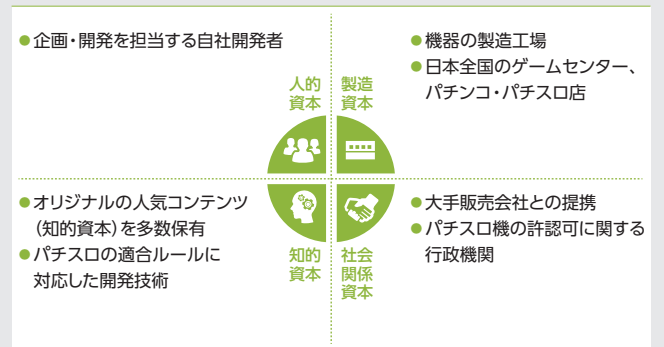 ●企画・開発を担当する自社開発者
人的
資本
●機器の製造工場
●日本全国のゲームセンター、
パチンコ・パチスロ店
製造
資本
●オリジナルの人気コンテンツ
（知的資本）を多数保有
●パチスロの適合ルールに
対応した開発技術
知的
資本
●大手販売会社との提携
●パチスロ機の許認可に関する
行政機関
社会
関係
資本